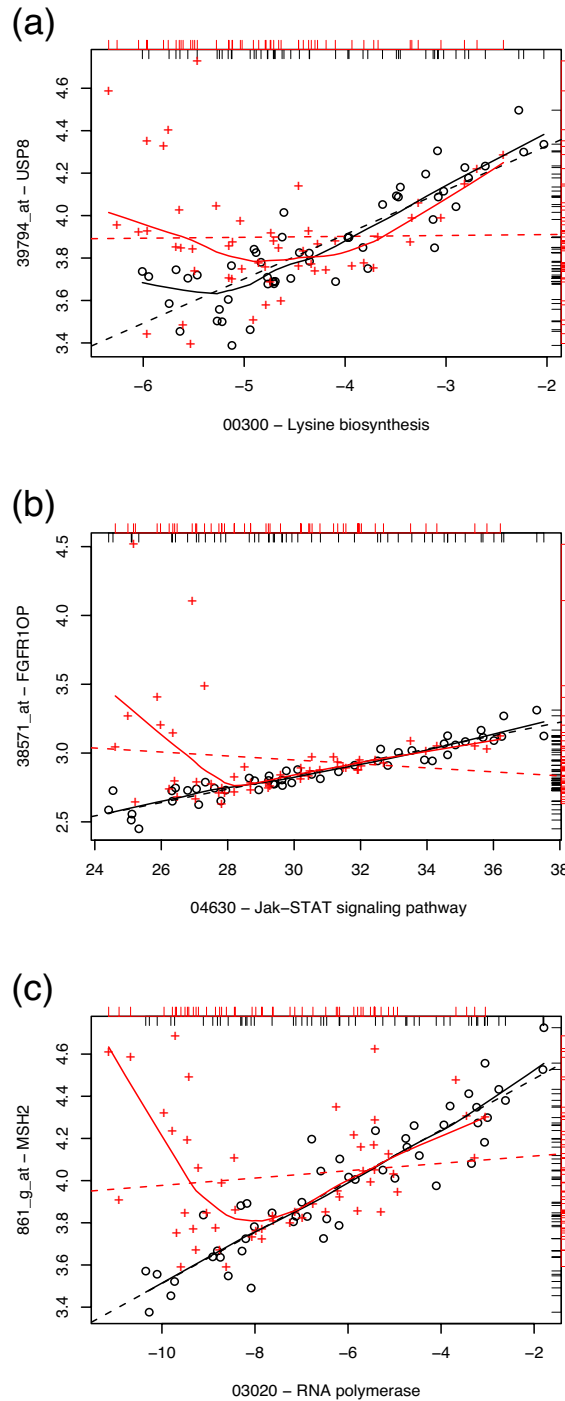 (a)
4.6
4.4
4.2
4.0
3.8
3.6
3.4
39794_at − USP8
−6 −5 −4 −3 −2
00300 − Lysine biosynthesis
(b)
4.5
4.0
3.5
3.0
2.5
38571_at − FGFR1OP
24 26 28 30 32 34 36 38
04630 − Jak−STAT signaling pathway
(c)
4.6
4.4
4.2
4.0
3.8
3.6
3.4
861_g_at − MSH2
−10 −8 −6 −4 −2
03020 − RNA polymerase